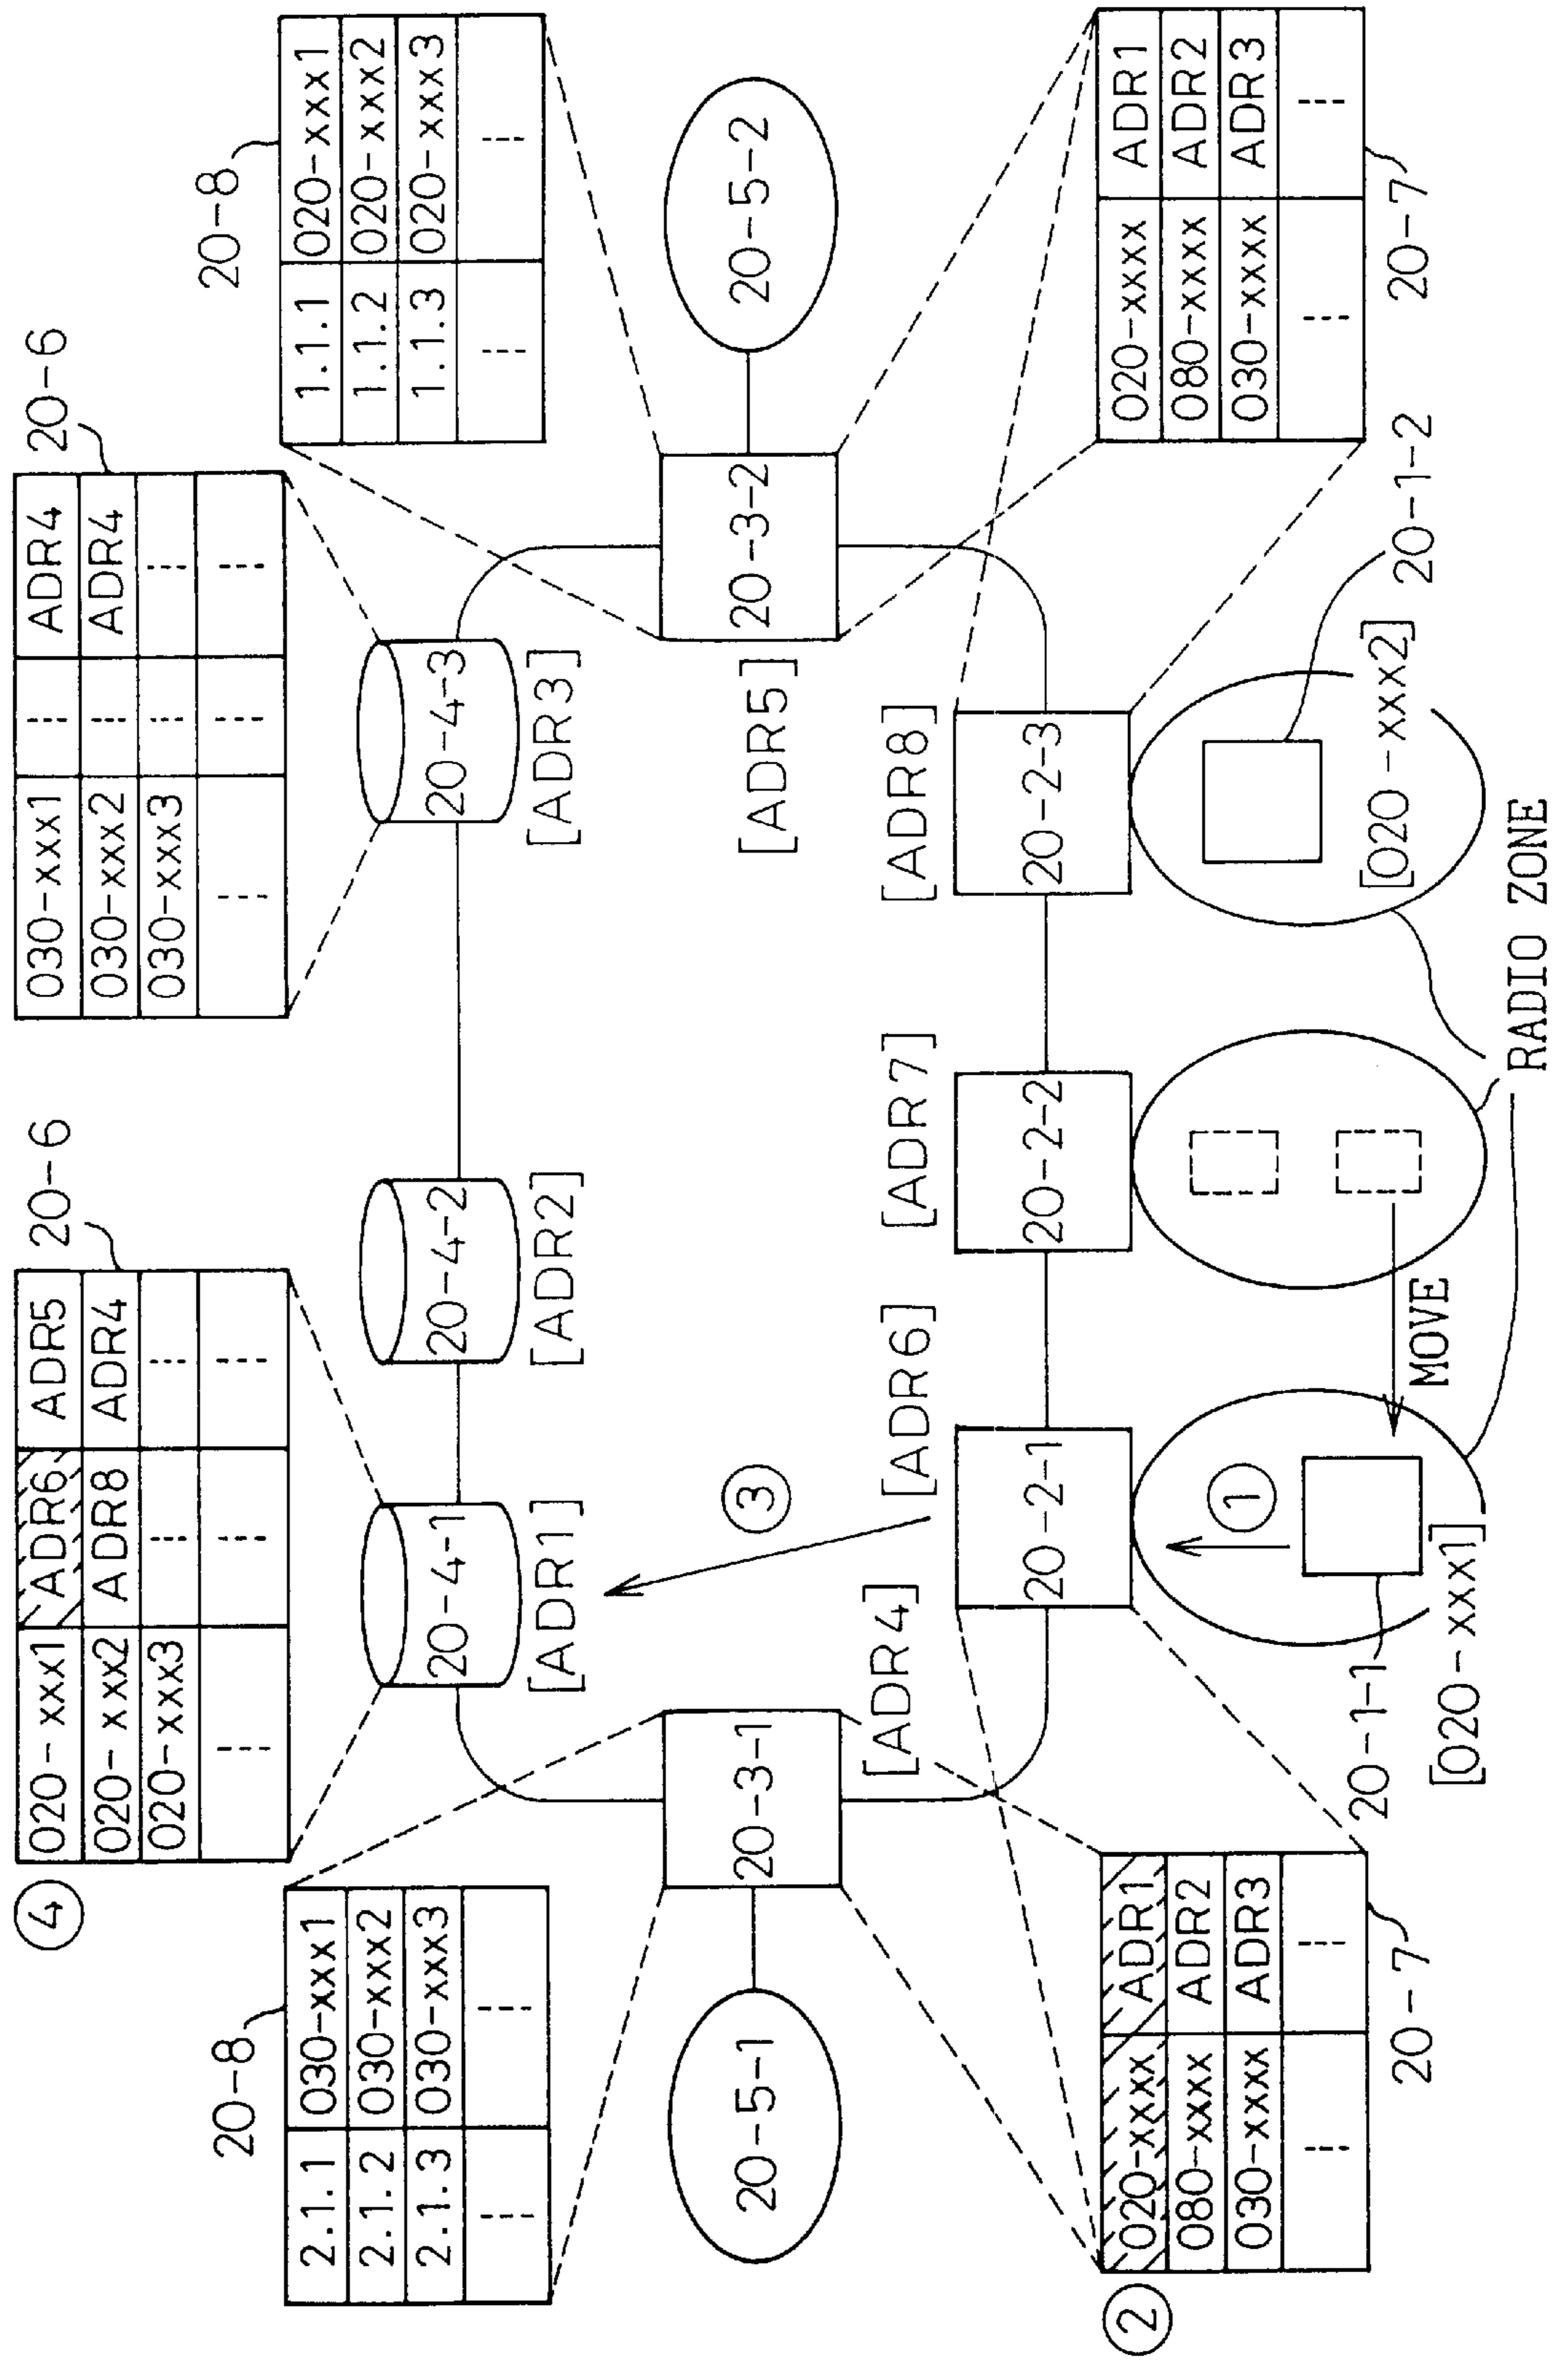 ④
20-6
020-xxx1 ADR6 ADR5
020-xxx2 ADR8 ADR4
020-xxx3 --- ---
--- --- ---
20-6
030-xxx1 --- ADR4
030-xxx2 --- ADR4
030-xxx3 --- ---
--- --- ---
20-8
2.1.1 030-xxx1
2.1.2 030-xxx2
2.1.3 030-xxx3
--- ---
20-8
1.1.1 020-xxx1
1.1.2 020-xxx2
1.1.3 020-xxx3
--- ---
20-4-1
[ADR1]
20-4-2
[ADR2]
20-4-3
[ADR3]
20-5-1
20-3-1
[ADR4]
③
[ADR5]
20-3-2
20-5-2
[ADR6]
20-2-1
[ADR7]
20-2-2
[ADR8]
20-2-3
②
020-xxxx ADR1
080-xxxx ADR2
030-xxxx ADR3
--- ---
20-7
①
20-1-1
[020-xxx1]
MOVE
[020-xxx2]
20-1-2
RADIO ZONE
020-xxxx ADR1
080-xxxx ADR2
030-xxxx ADR3
--- ---
20-7